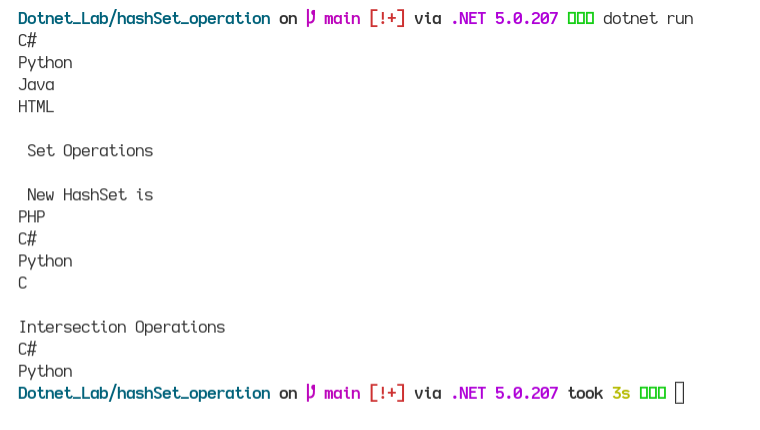 Dotnet_Lab/hashSet_operation on main [!+] via .NET 5.0.207 dotnet run
C#
Python
Java
HTML
Set Operations
New HashSet is
PHP
C#
Python
C
Intersection Operations
C#
Python
Dotnet_Lab/hashSet_operation on main [!+] via .NET 5.0.207 took 3s